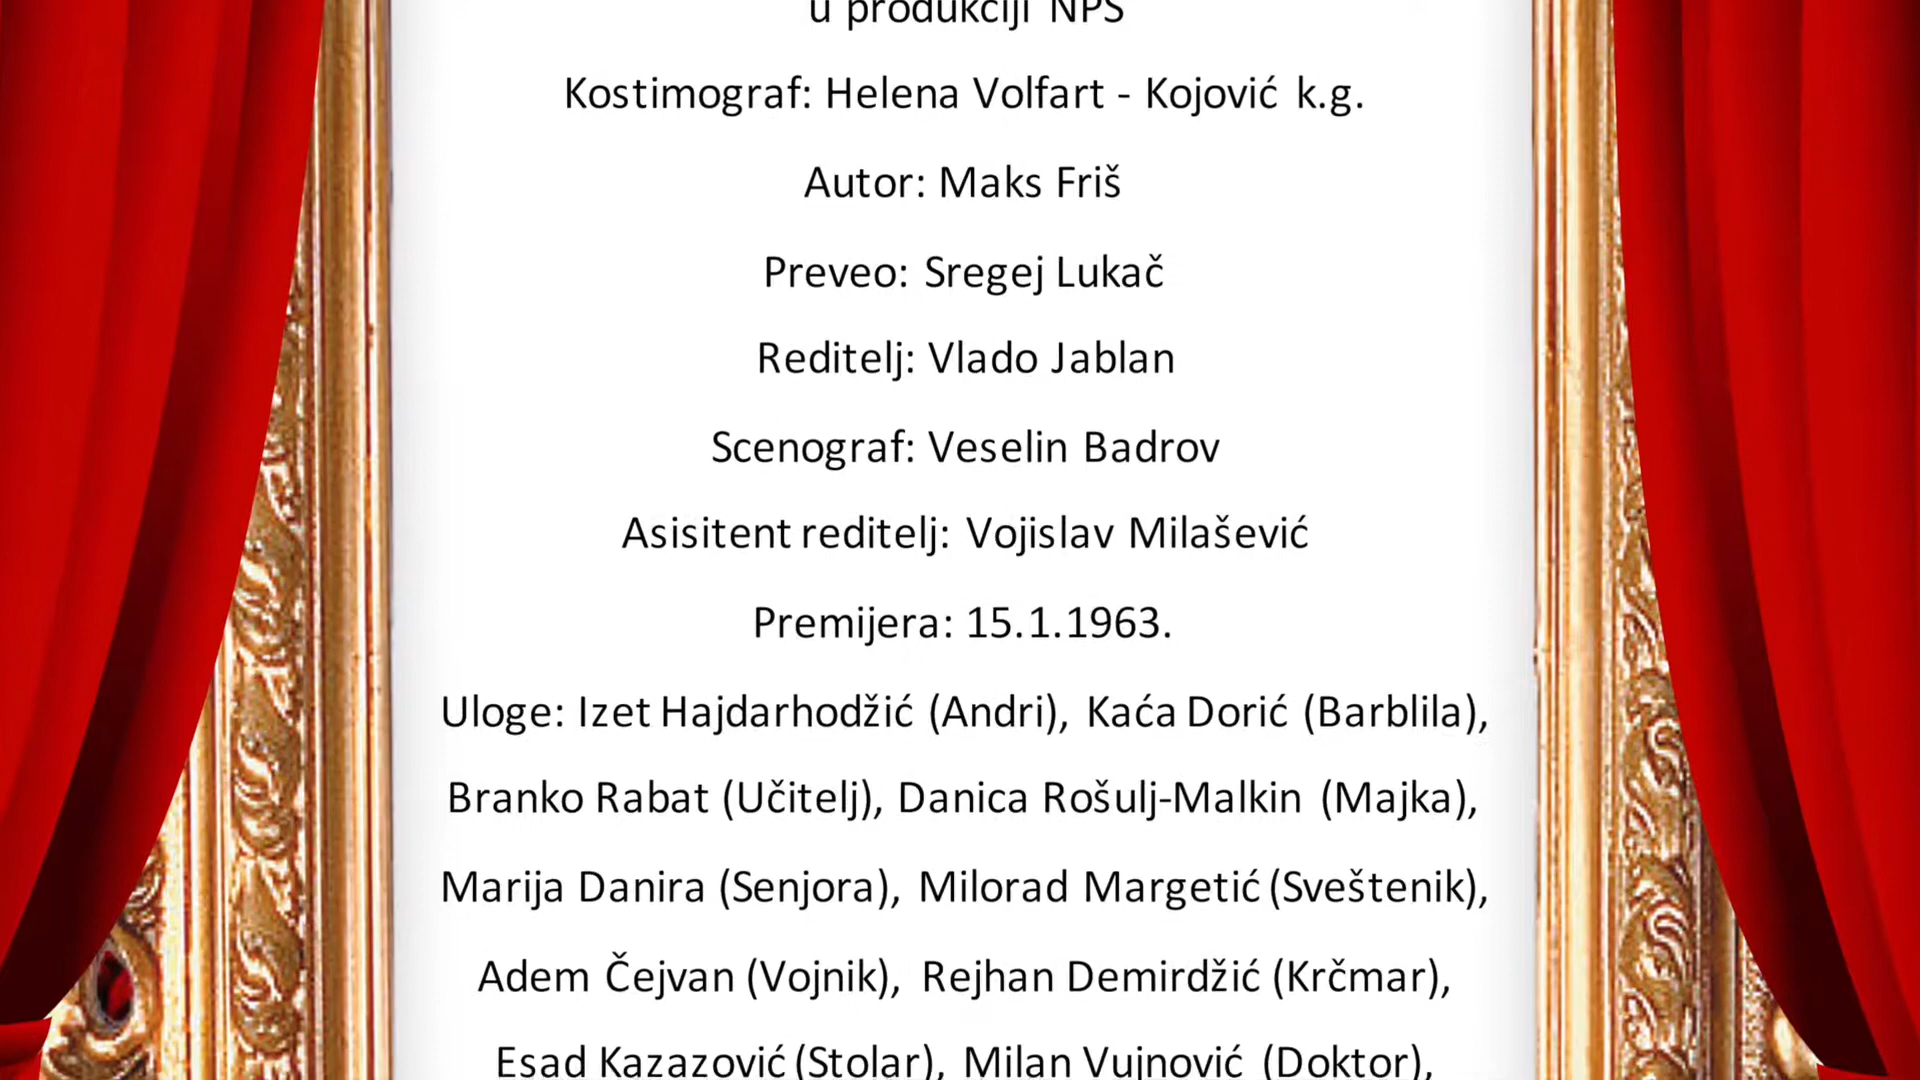 u produkciji NPS
Kostimograf: Helena Volfart - Kojović k.g.
Autor: Maks Friš
Preveo: Sregej Lukač
Reditelj: Vlado Jablan
Scenograf: Veselin Badrov
Asisitent reditelj: Vojislav Milašević
Premijera: 15.1.1963.
Uloge: Izet Hajdarhodžić (Andri), Kaća Dorić (Barblila),
Branko Rabat (Učitelj), Danica Rošulj-Malkin (Majka),
Marija Danira (Senjora), Milorad Margetić (Sveštenik),
Adem Čejvan (Vojnik), Rejhan Demirdžić (Krčmar),
Esad Kazazović (Stolar), Milan Vujnović (Doktor),